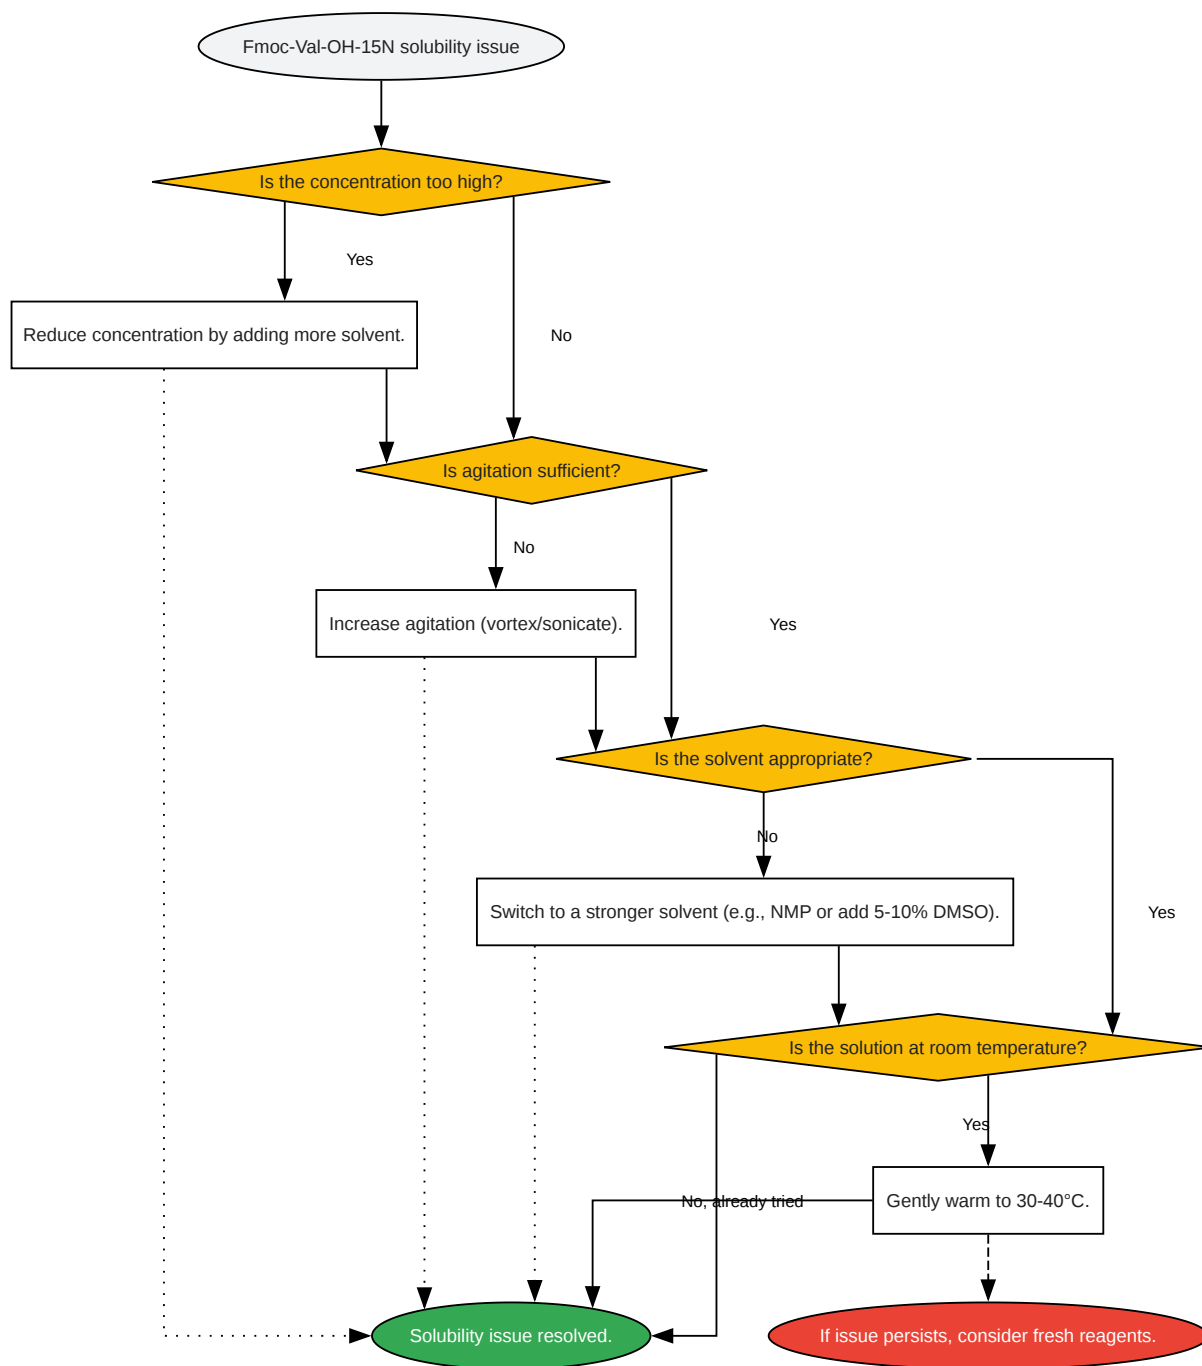 Fmoc-Val-OH-15N solubility issue
Is the concentration too high?
Yes
Reduce concentration by adding more solvent.
No
Is agitation sufficient?
No
Increase agitation (vortex/sonicate).
Yes
Is the solvent appropriate?
No
Switch to a stronger solvent (e.g., NMP or add 5-10% DMSO).
Yes
Is the solution at room temperature?
Yes
Gently warm to 30-40°C.
No, already tried
Solubility issue resolved.
If issue persists, consider fresh reagents.